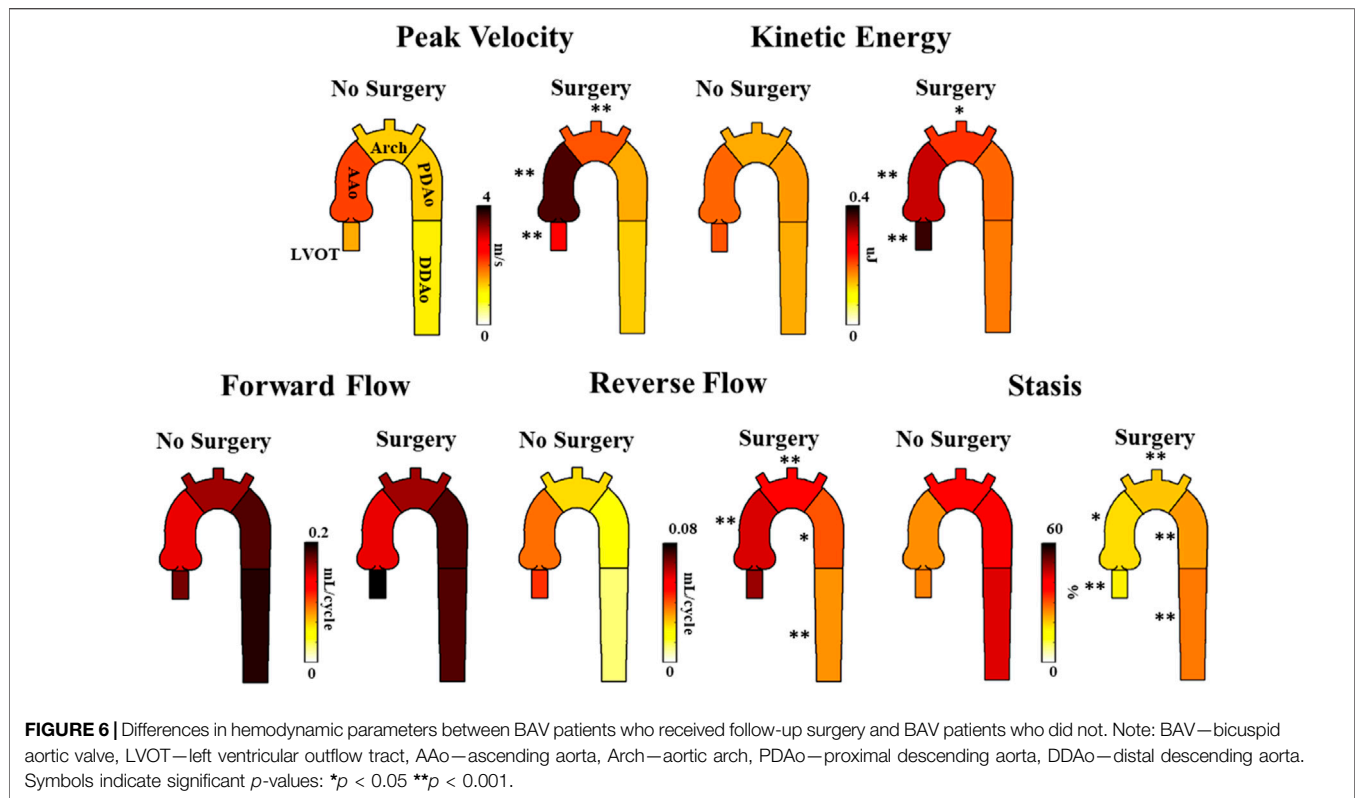 Peak Velocity
Kinetic Energy
No Surgery
Surgery
No Surgery
Surgery
**
*
Arch
AAo
PDAo
**
**
4
m/s
0
0.4
uJ
0
LVOT
**
**
DDAo
Forward Flow
Reverse Flow
Stasis
No Surgery
Surgery
No Surgery
Surgery
No Surgery
Surgery
**
**
0.2
mL/cycle
0
0.08
mL/cycle
0
60
%
0
**
*
*
**
**
**
**
FIGURE 6 | Differences in hemodynamic parameters between BAV patients who received follow-up surgery and BAV patients who did not. Note: BAV—bicuspid
aortic valve, LVOT—left ventricular outflow tract, AAo—ascending aorta, Arch—aortic arch, PDAo—proximal descending aorta, DDAo—distal descending aorta.
Symbols indicate significant p-values: *p < 0.05 **p < 0.001.